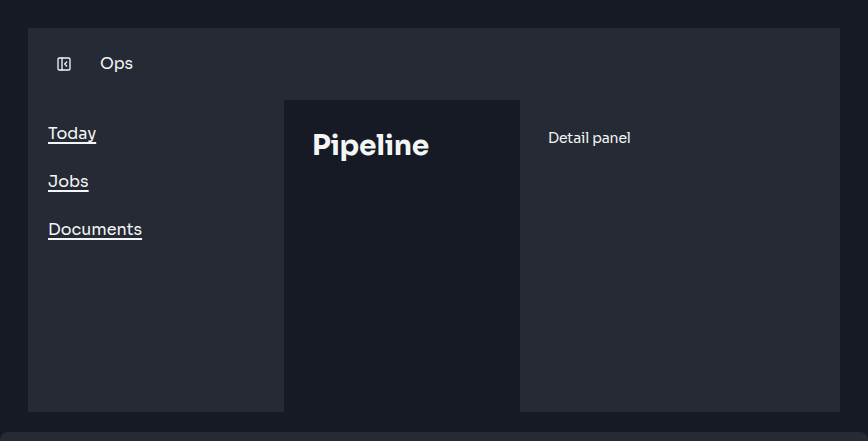 Ops
Today
Jobs
Documents
Pipeline
Detail panel